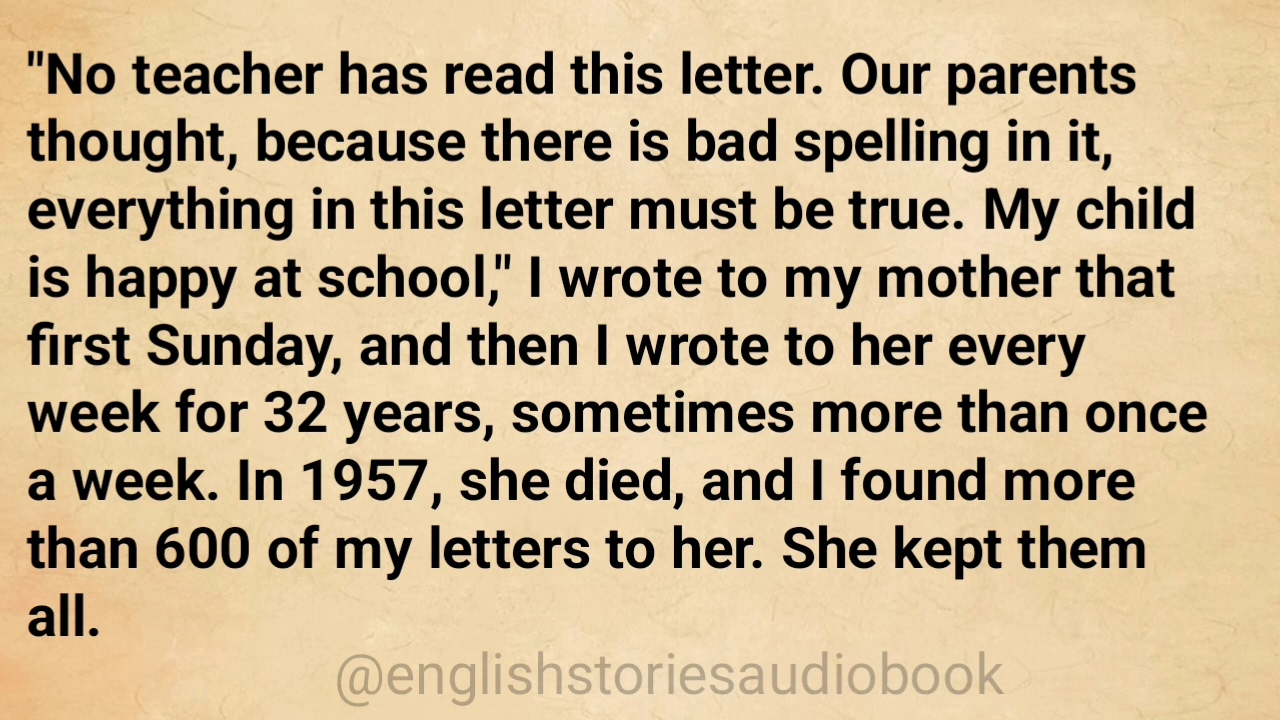 "No teacher has read this letter. Our parents
thought, because there is bad spelling in it,
everything in this letter must be true. My child
is happy at school," I wrote to my mother that
first Sunday, and then I wrote to her every
week for 32 years, sometimes more than once
a week. In 1957, she died, and I found more
than 600 of my letters to her. She kept them
all.
@englishstoriesaudiobook